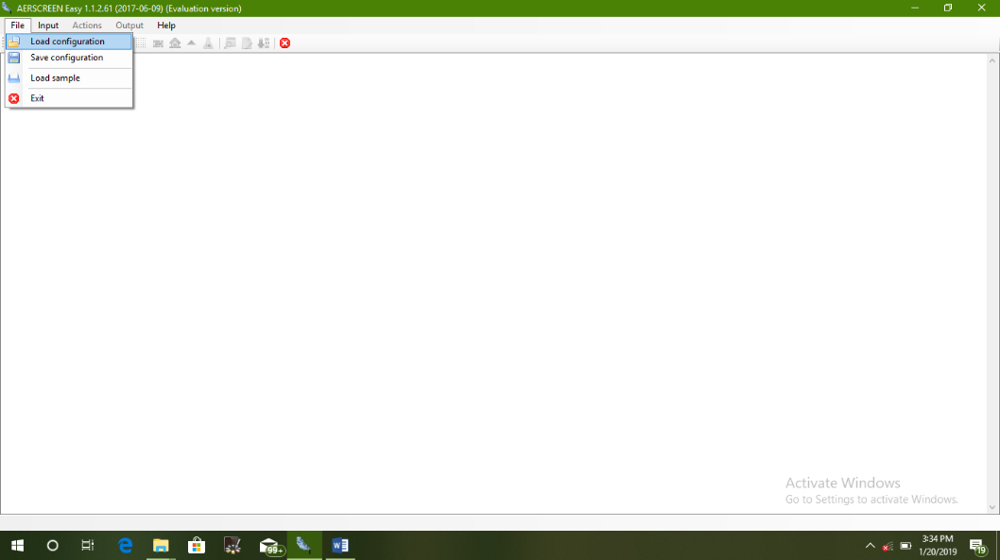 AERSCREEN Easy 1.1.2.61 (2017-06-09) (Evaluation version)
File Input Actions Output Help
Load configuration
Save configuration
Load sample
Exit
Activate Windows
Go to Settings to activate Windows.
99+
3:34 PM
1/20/2019
19